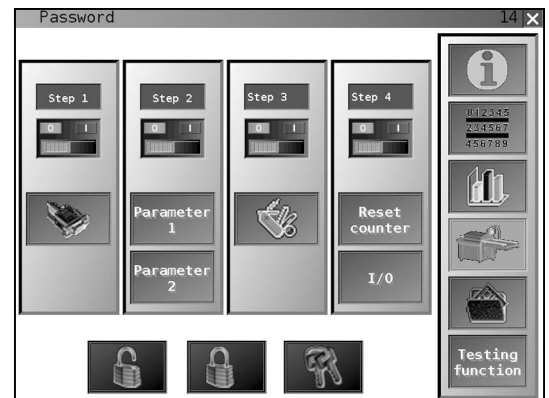 Password
14
Step 1
Step 2
Step 3
Step 4
0 I
0 I
0 I
0 I
Parameter
1
Reset
counter
Parameter
2
I/O
012345
234567
456789
Testing
function